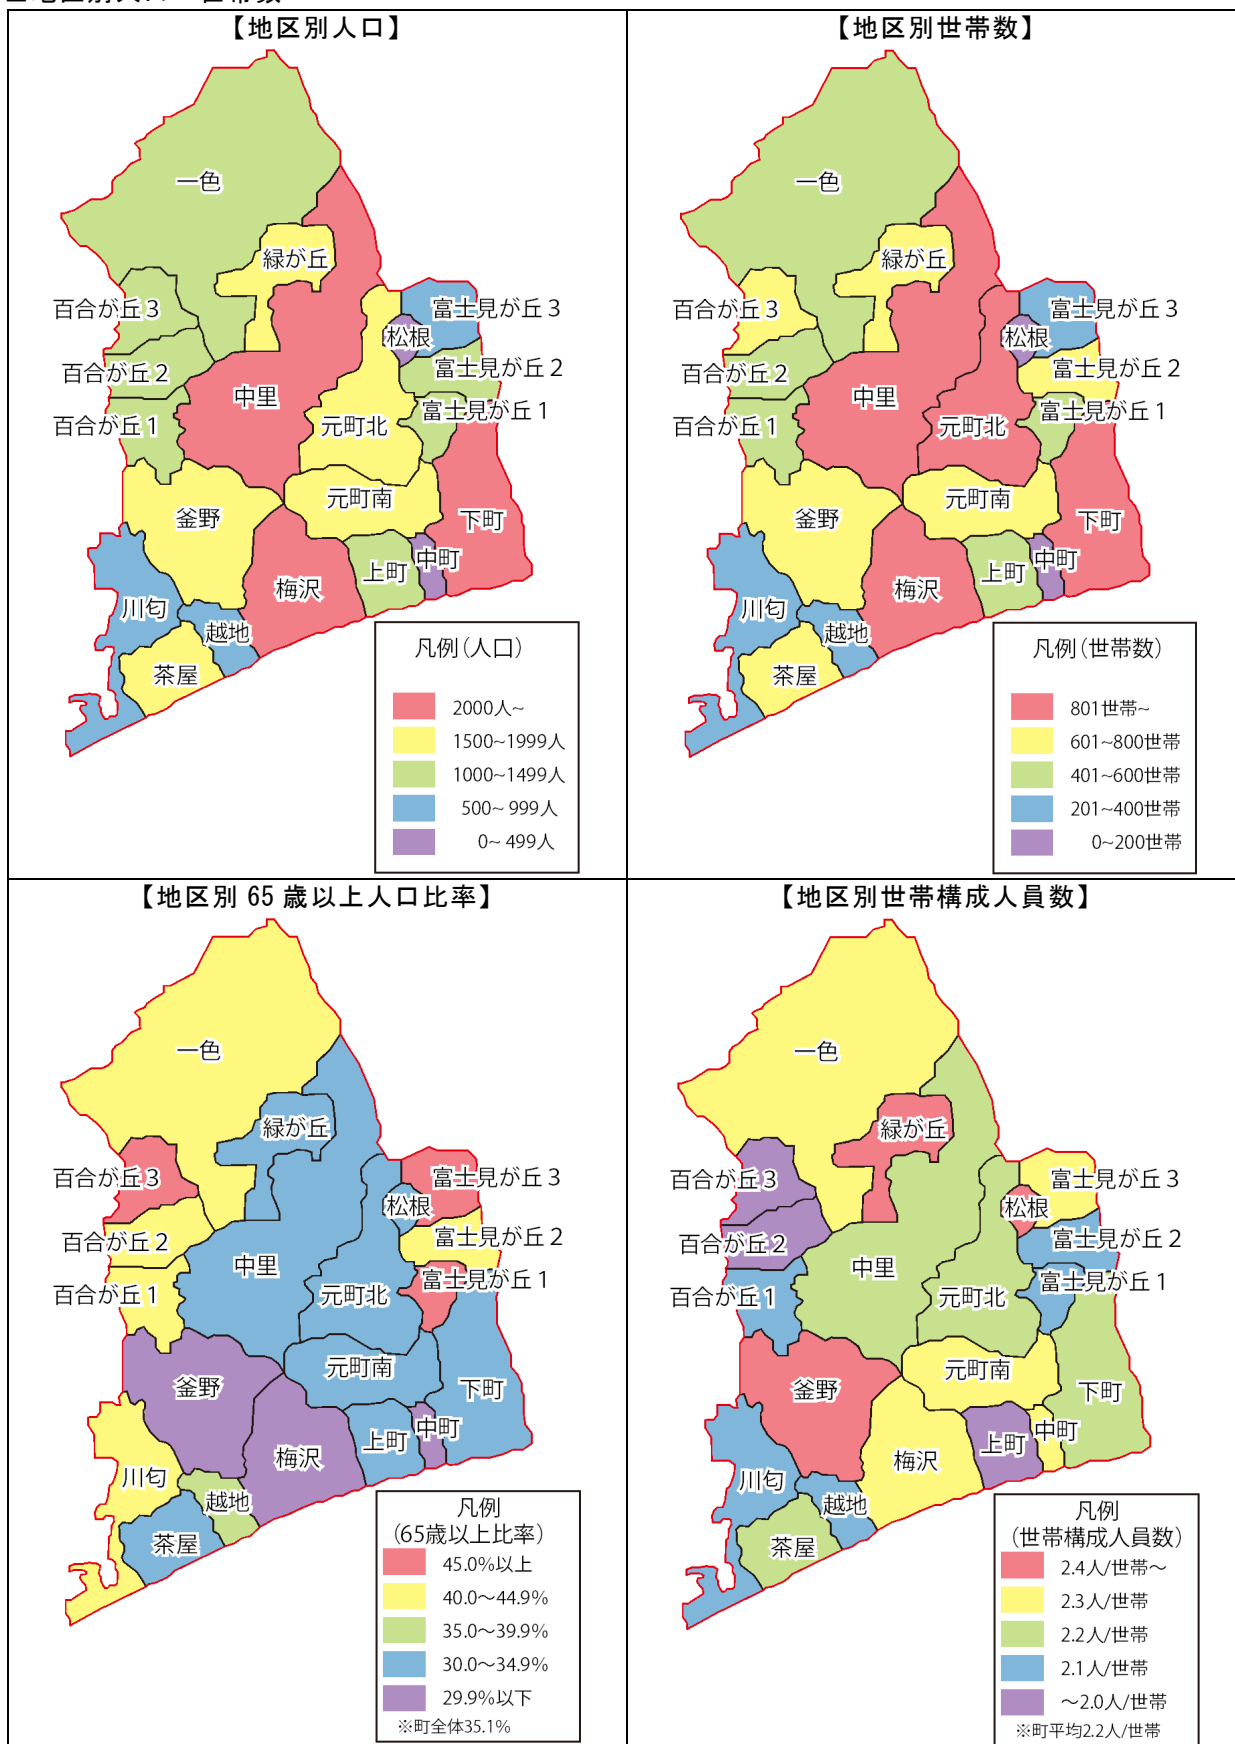 【地区別人口】
一色
緑が丘
百合が丘3
富士見が丘3
松根
百合が丘2
富士見が丘2
中里
百合が丘1
富士見が丘1
元町北
元町南
釜野
下町
中町
上町
梅沢
川匂
越地
茶屋
凡例(人口)
2000人~
1500~1999人
1000~1499人
500~ 999人
0~ 499人
【地区別世帯数】
一色
緑が丘
百合が丘3
富士見が丘3
松根
百合が丘2
富士見が丘2
中里
百合が丘1
富士見が丘1
元町北
元町南
釜野
下町
中町
上町
梅沢
川匂
越地
茶屋
凡例(世帯数)
801世帯~
601~800世帯
401~600世帯
201~400世帯
0~200世帯
【地区別 65 歳以上人口比率】
一色
緑が丘
百合が丘3
富士見が丘3
松根
百合が丘2
富士見が丘2
中里
百合が丘1
富士見が丘1
元町北
元町南
釜野
下町
中町
上町
梅沢
川匂
越地
茶屋
凡例
(65歳以上比率)
45.0%以上
40.0~44.9%
35.0~39.9%
30.0~34.9%
29.9%以下
※町全体35.1%
【地区別世帯構成人員数】
一色
緑が丘
百合が丘3
富士見が丘3
松根
百合が丘2
富士見が丘2
中里
百合が丘1
富士見が丘1
元町北
元町南
釜野
下町
中町
上町
梅沢
川匂
越地
茶屋
凡例
(世帯構成人員数)
2.4人/世帯~
2.3人/世帯
2.2人/世帯
2.1人/世帯
~2.0人/世帯
※町平均2.2人/世帯